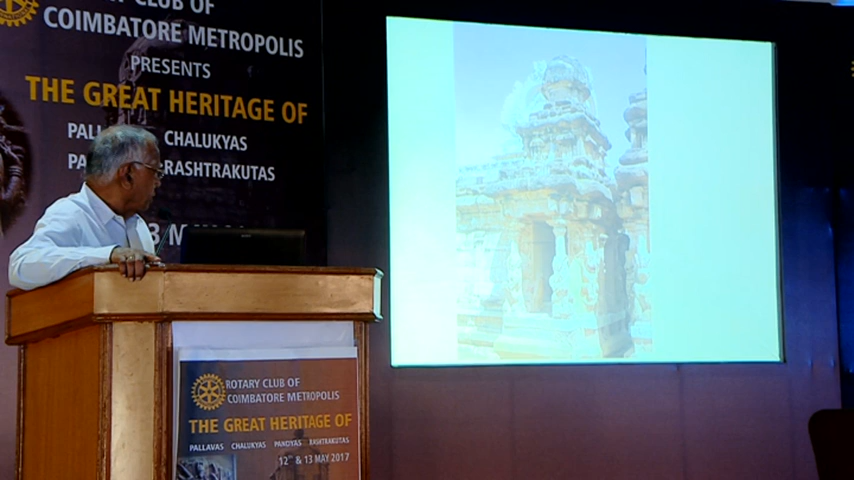 CLUB OF
COIMBATORE METROPOLIS
PRESENTS
THE GREAT HERITAGE OF
CHALUKYAS
RASHTRAKUTAS
ROTARY CLUB OF
COIMBATORE METROPOLIS
THE GREAT HERITAGE OF
PALLAVAS CHALUKYAS PANDYAS RASHTRAKUTAS
12TH & 13 MAY 2017